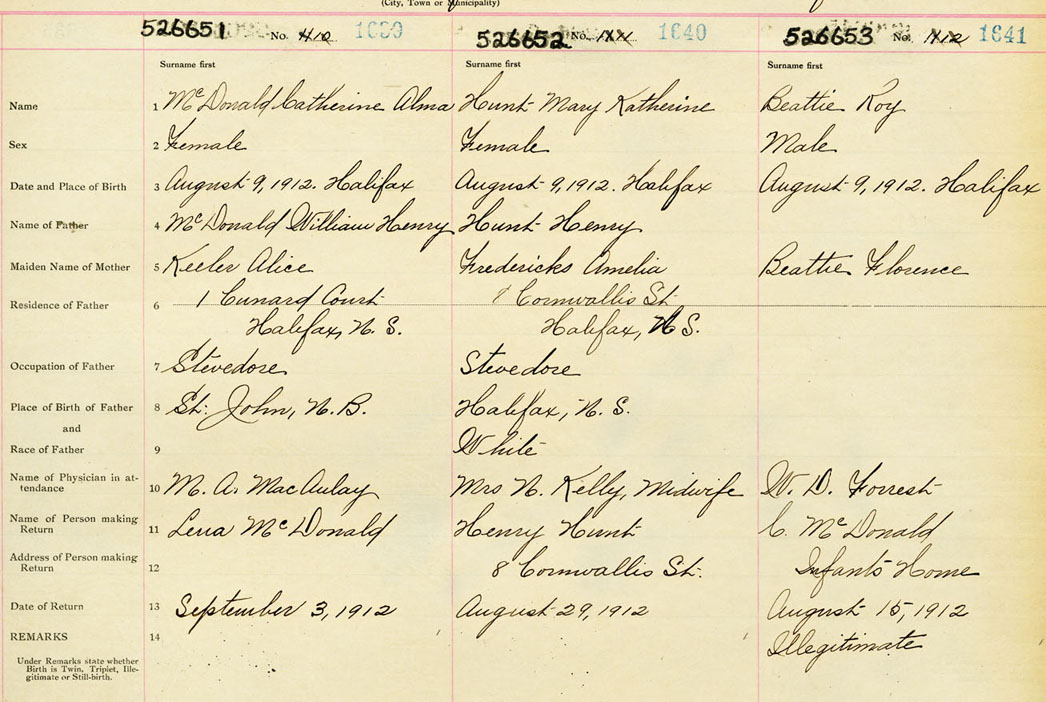 (City, Town or Municipality)
526651 No. 1639 526652 No. 1640 526653 No. 1641
Surname first Surname first Surname first
Name 1 McDonald Catherine Alma Hunt Mary Katherine Beattie Roy
Sex 2 Female Female Male
Date and Place of Birth 3 August 9, 1912. Halifax August 9, 1912. Halifax August 9, 1912. Halifax
Name of Father 4 McDonald William Henry Hunt Henry
Maiden Name of Mother 5 Keeler Alice Fredericks Amelia Beattie Florence
Residence of Father 6 1 Cunard Court 8 Cornwallis St.
Halifax, N. S. Halifax, N S.
Occupation of Father 7 Stevedore Stevedore
Place of Birth of Father 8 St. John, N. B. Halifax, N. S.
and
Race of Father 9 White
Name of Physician in at-
tendance 10 M. A. MacAulay Mrs N. Kelly, Midwife W. D. Forrest
Name of Person making
Return 11 Lena McDonald Henry Hunt C. McDonald
Address of Person making
Return 12 8 Cornwallis St. Infants Home
Date of Return 13 September 3, 1912 August 29, 1912 August 15, 1912
REMARKS 14 Illegitimate
Under Remarks state whether
Birth is Twin, Triplet, Ille-
gitimate or Still-birth.